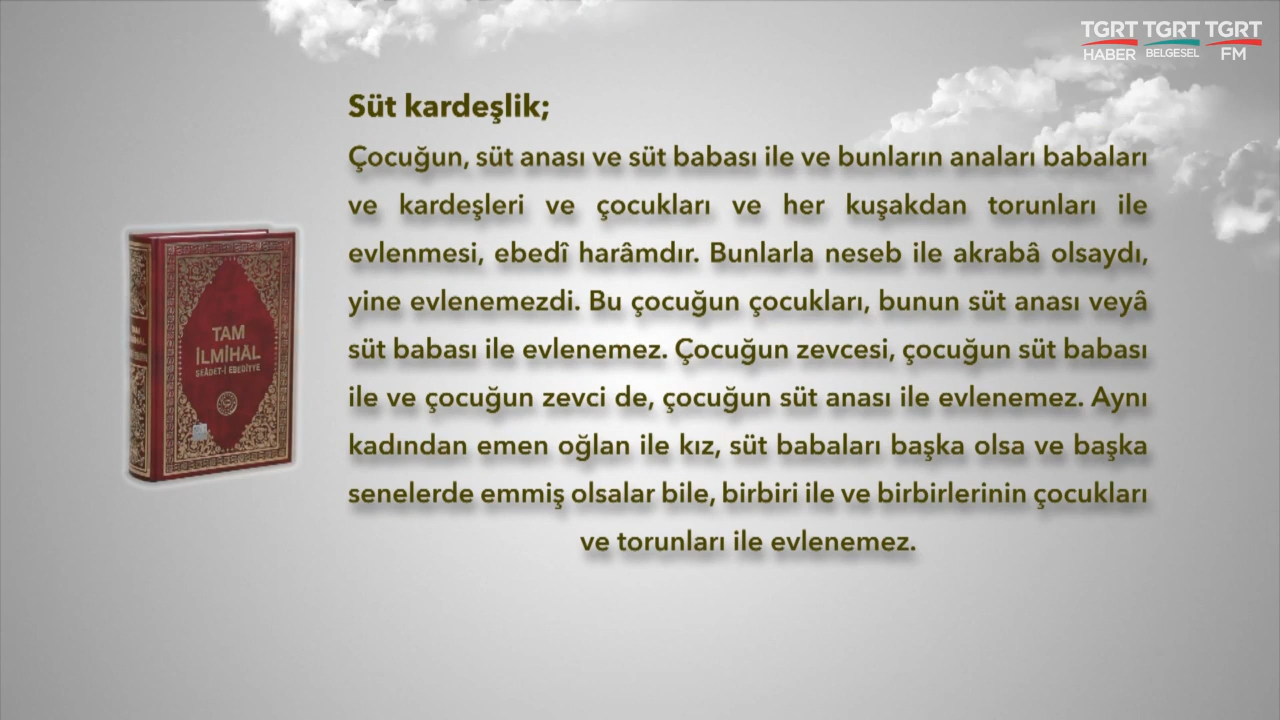 TGRT TGRT TGRT
HABER BELGESEL FM
Süt kardeşlik;
Çocuğun, süt anası ve süt babası ile ve bunların anaları babaları
ve kardeşleri ve çocukları ve her kuşakdan torunları ile
evlenmesi, ebedî harâmdır. Bunlarla neseb ile akrabâ olsaydı,
yine evlenemezdi. Bu çocuğun çocukları, bunun süt anası veyâ
süt babası ile evlenemez. Çocuğun zevcesi, çocuğun süt babası
ile ve çocuğun zevci de, çocuğun süt anası ile evlenemez. Aynı
kadından emen oğlan ile kız, süt babaları başka olsa ve başka
senelerde emmiş olsalar bile, birbiri ile ve birbirlerinin çocukları
ve torunları ile evlenemez.
TAM
İLMİHÂL
SEÂDET-İ EBEDİYYE